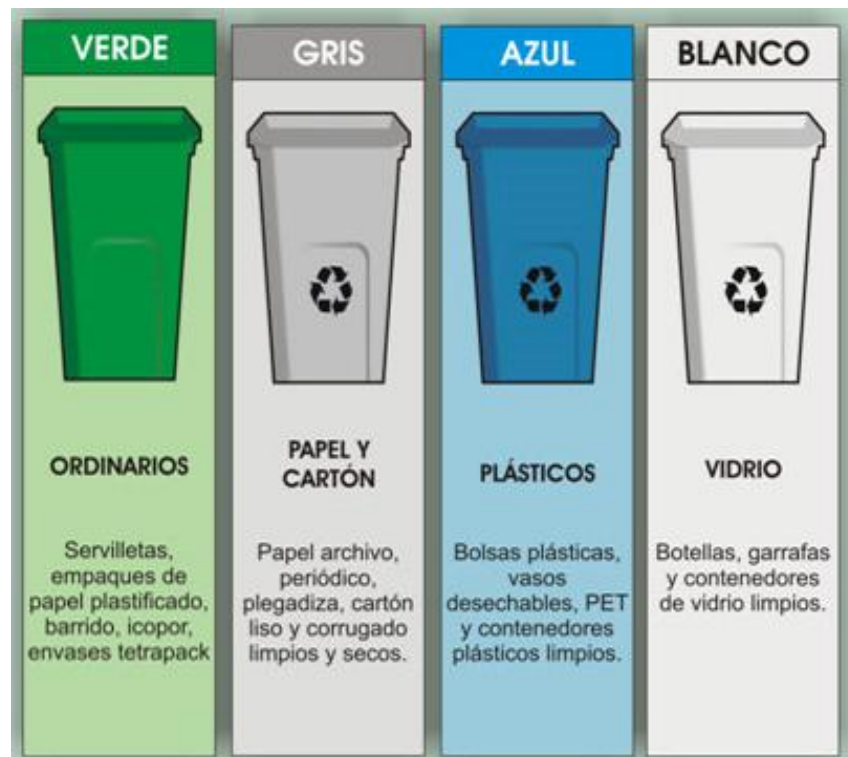 VERDE
ORDINARIOS
Servilletas,
empaques de
papel plastificado,
barrido, icopor,
envases tetrapack
GRIS
PAPEL Y
CARTÓN
Papel archivo,
periódico,
plegadiza, cartón
liso y corrugado
limpios y secos.
AZUL
PLÁSTICOS
Bolsas plásticas,
vasos
desechables, PET
y contenedores
plásticos limpios.
BLANCO
VIDRIO
Botellas, garrafas
y contenedores
de vidrio limpios.